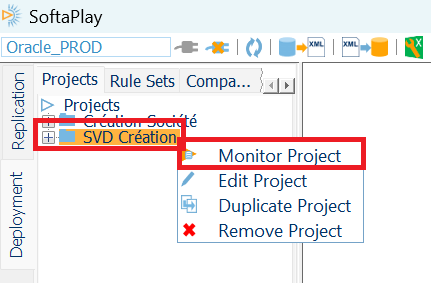 SoftaPlay
Oracle_PROD
XML
XML
Replication
Deployment
Projects
Rule Sets
Compa...
Projects
Création Société
SVD Création
Monitor Project
Edit Project
Duplicate Project
Remove Project